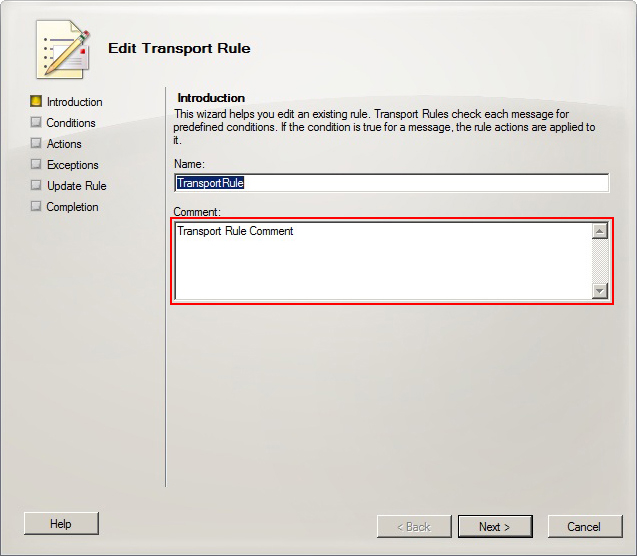 Edit Transport Rule
Introduction
Conditions
Actions
Exceptions
Update Rule
Completion
Introduction
This wizard helps you edit an existing rule. Transport Rules check each message for
predefined conditions. If the condition is true for a message, the rule actions are applied to
it.
Name:
TransportRule
Comment:
Transport Rule Comment
Help
< Back
Next >
Cancel